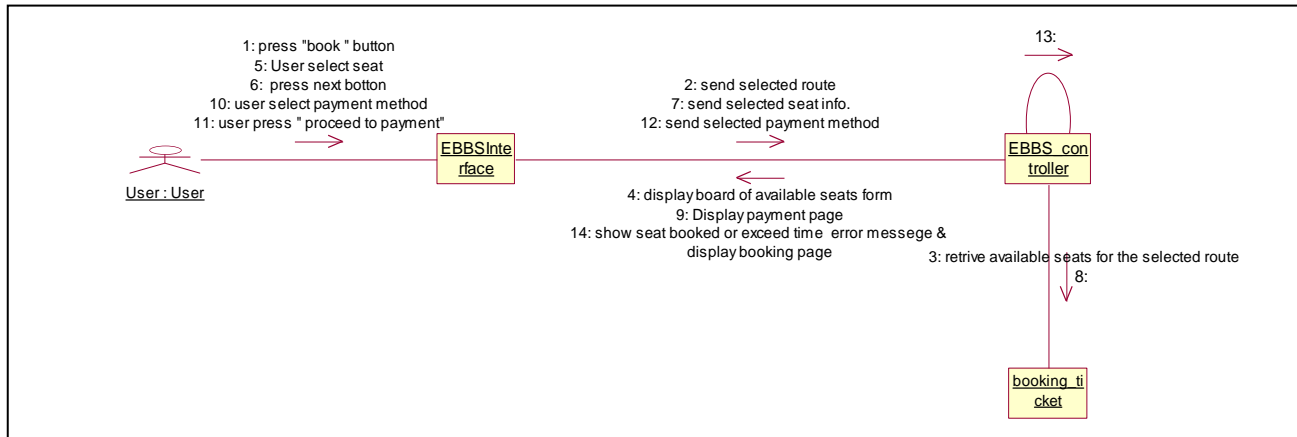 1: press "book " button
5: User select seat
6: press next botton
10: user select payment method
11: user press " proceed to payment"
2: send selected route
7: send selected seat info.
12: send selected payment method
13:
User : User
EBBSInte
rface
EBBS_con
troller
4: display board of available seats form
9: Display payment page
14: show seat booked or exceed time error messege &
display booking page
3: retrive available seats for the selected route
8:
booking_ti
cket